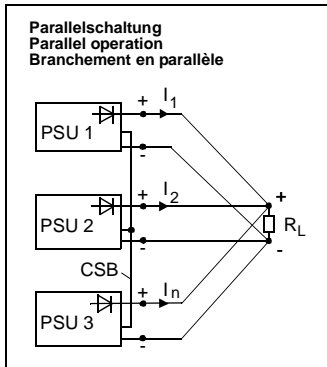 Parallelschaltung
Parallel operation
Branchement en parallèle
+ I1
PSU 1
-
+ I2
+
PSU 2
RL
-
-
CSB
+ In
PSU 3
-